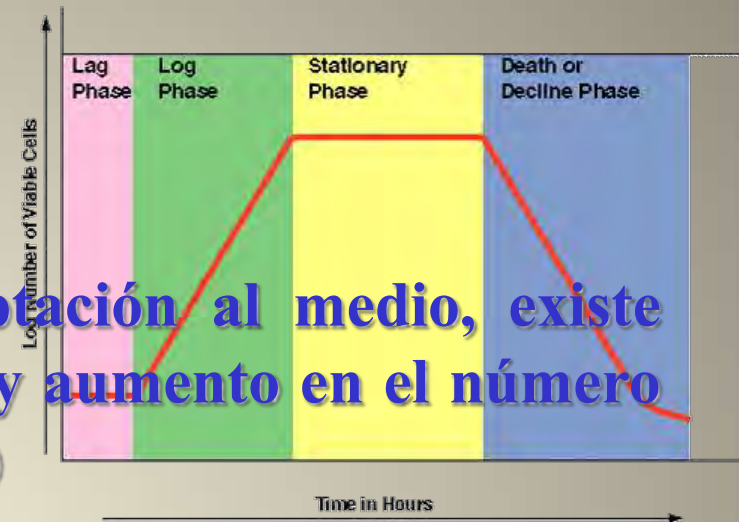 Lag Phase
Log Phase
Stationary Phase
Death or Decline Phase
Log Number of Viable Cells
al medio, existe
y aumento en el número
Time in Hours